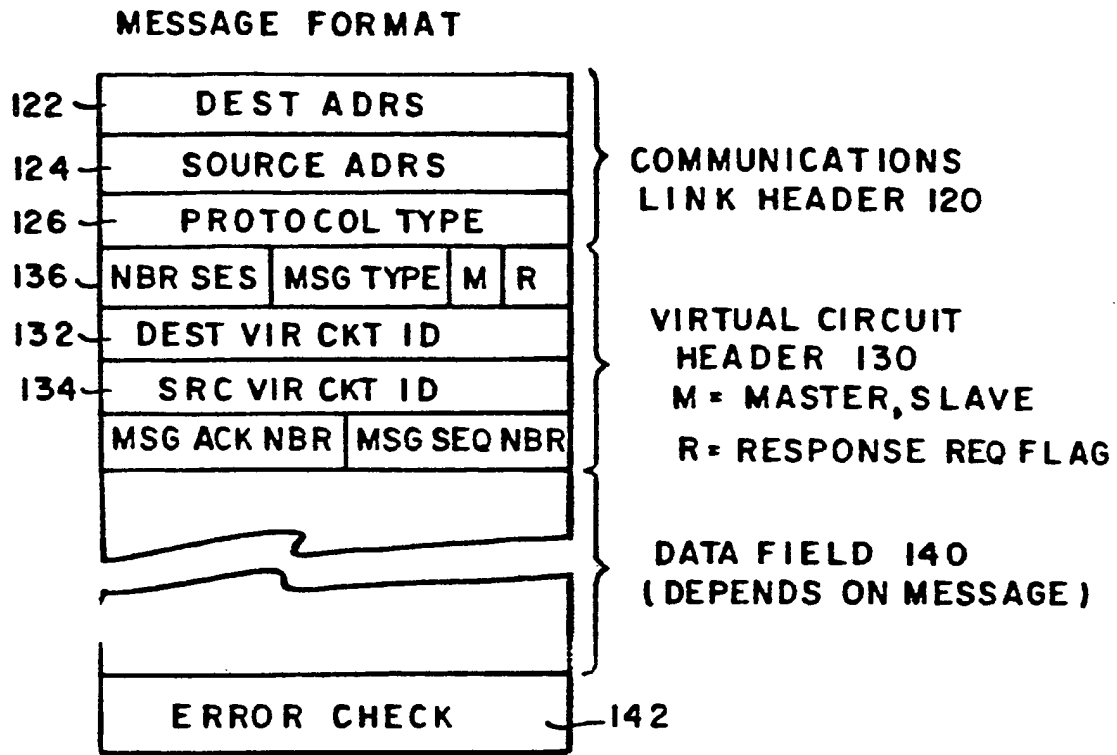 MESSAGE FORMAT
122 DEST ADRS
124 SOURCE ADRS
126 PROTOCOL TYPE
COMMUNICATIONS
LINK HEADER 120
136 NBR SES MSG TYPE M R
132 DEST VIR CKT ID
134 SRC VIR CKT ID
MSG ACK NBR MSG SEQ NBR
VIRTUAL CIRCUIT
HEADER 130
M = MASTER, SLAVE
R = RESPONSE REQ FLAG
DATA FIELD 140
(DEPENDS ON MESSAGE)
ERROR CHECK 142